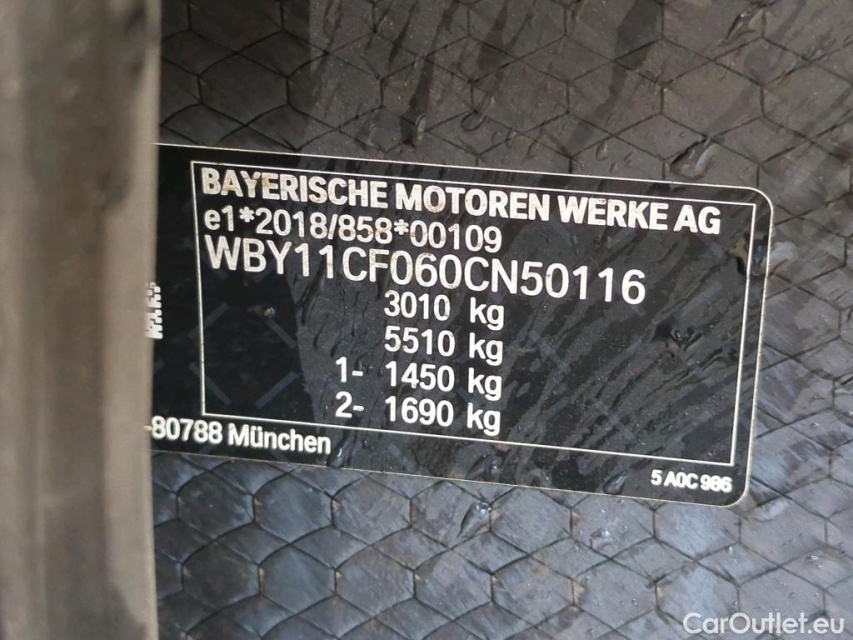 BAYERISCHE MOTOREN WERKE AG
e1*2018/858*00109
WBY11CF060CN50116
3010 kg
5510 kg
1- 1450 kg
2- 1690 kg
-80788 München
5 A0C 986
CarOutlet.eu